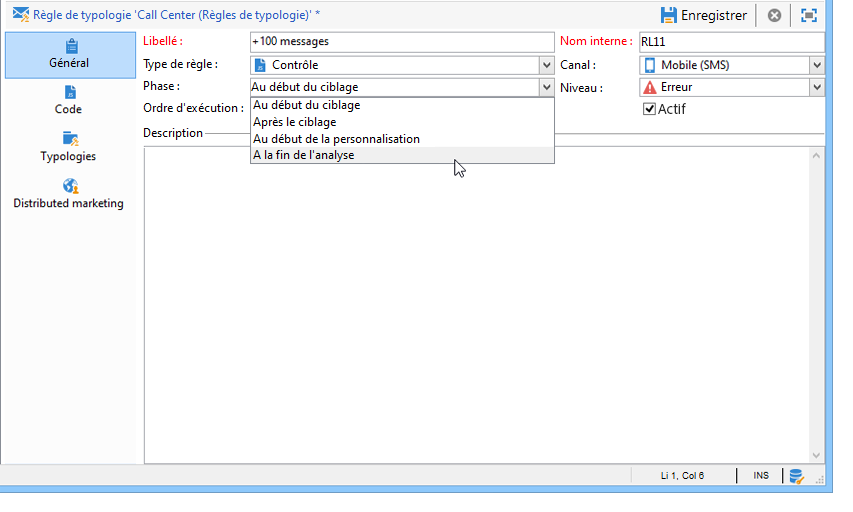 Règle de typologie 'Call Center (Règles de typologie)' *
Enregistrer
Général
Code
Typologies
Distributed marketing
Libellé :
+100 messages
Nom interne :
RL11
Type de règle :
Contrôle
Canal :
Mobile (SMS)
Phase :
Au début du ciblage
Niveau :
Erreur
Ordre d'exécution :
Actif
Au début du ciblage
Après le ciblage
Au début de la personnalisation
A la fin de l'analyse
Description
Li 1, Col 6
INS